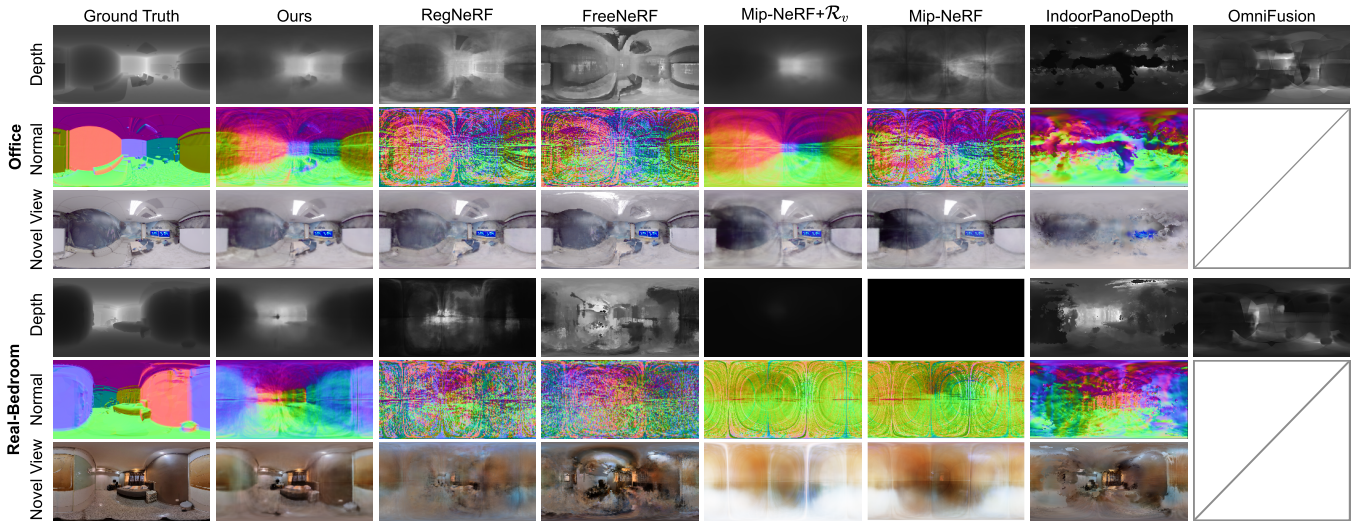 Ground Truth Ours RegNeRF FreeNeRF Mip-NeRF+ℛᵥ Mip-NeRF IndoorPanoDepth OmniFusion
Office
Depth
Normal
Novel View
Real-Bedroom
Depth
Normal
Novel View